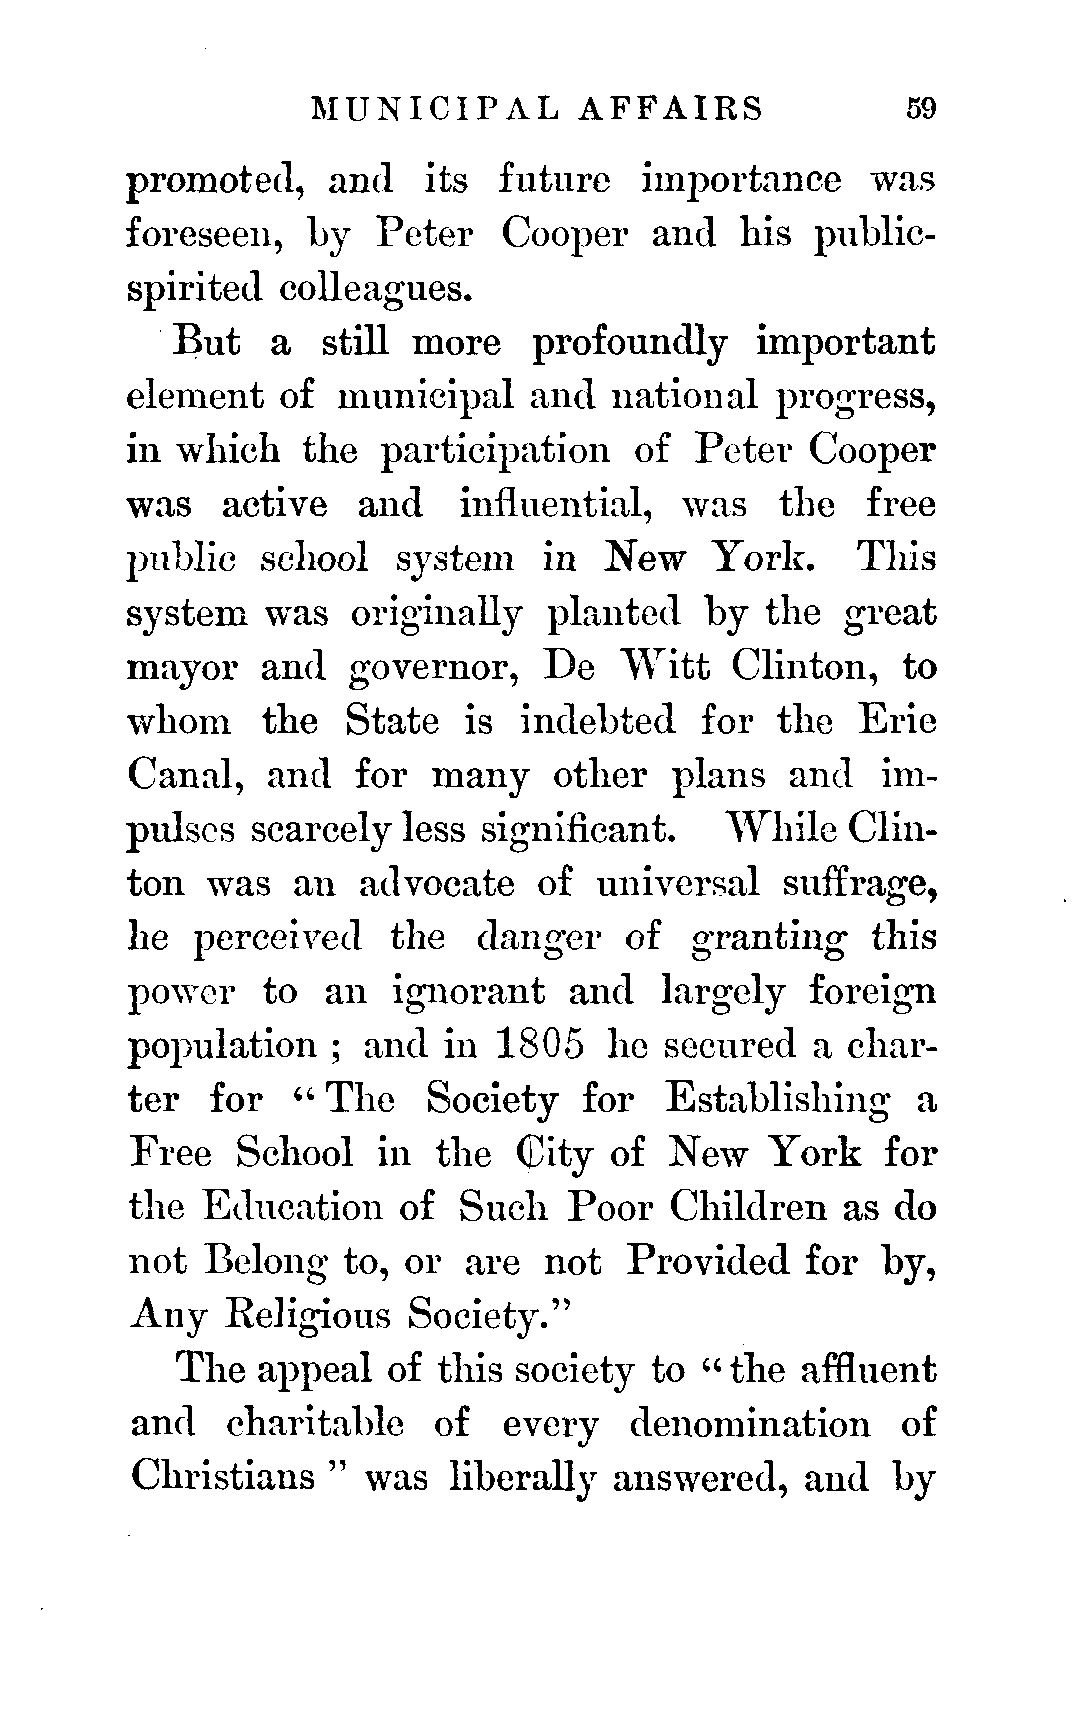 MUNICIPAL AFFAIRS 59
promoted, and its future importance was
foreseen, by Peter Cooper and his public-
spirited colleagues.
But a still more profoundly important
element of municipal and national progress,
in which the participation of Peter Cooper
was active and influential, was the free
public school system in New York. This
system was originally planted by the great
mayor and governor, De Witt Clinton, to
whom the State is indebted for the Erie
Canal, and for many other plans and im-
pulses scarcely less significant. While Clin-
ton was an advocate of universal suffrage,
he perceived the danger of granting this
power to an ignorant and largely foreign
population ; and in 1805 he secured a char-
ter for “ The Society for Establishing a
Free School in the City of New York for
the Education of Such Poor Children as do
not Belong to, or are not Provided for by,
Any Religious Society.”
The appeal of this society to “ the affluent
and charitable of every denomination of
Christians ” was liberally answered, and by